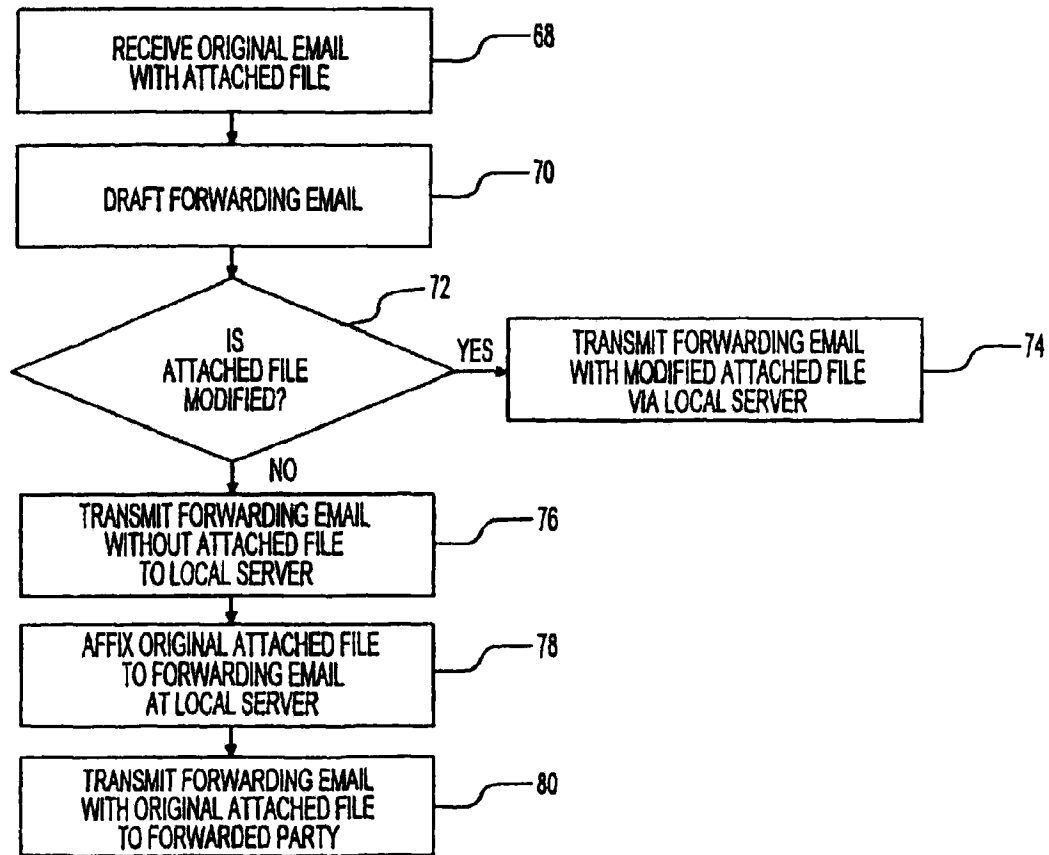 RECEIVE ORIGINAL EMAIL
WITH ATTACHED FILE
68
DRAFT FORWARDING EMAIL
70
72
IS
ATTACHED FILE
MODIFIED?
YES
TRANSMIT FORWARDING EMAIL
WITH MODIFIED ATTACHED FILE
VIA LOCAL SERVER
74
NO
TRANSMIT FORWARDING EMAIL
WITHOUT ATTACHED FILE
TO LOCAL SERVER
76
AFFIX ORIGINAL ATTACHED FILE
TO FORWARDING EMAIL
AT LOCAL SERVER
78
TRANSMIT FORWARDING EMAIL
WITH ORIGINAL ATTACHED FILE
TO FORWARDED PARTY
80